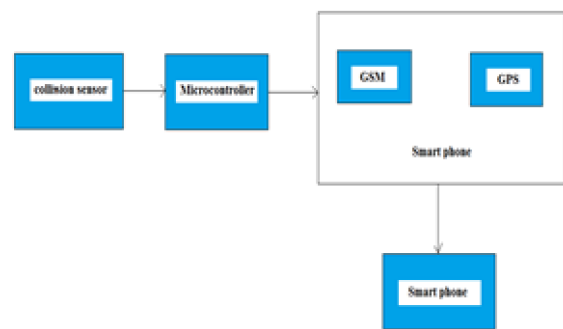 collision sensor
Microcontroller
GSM
GPS
Smart phone
Smart phone